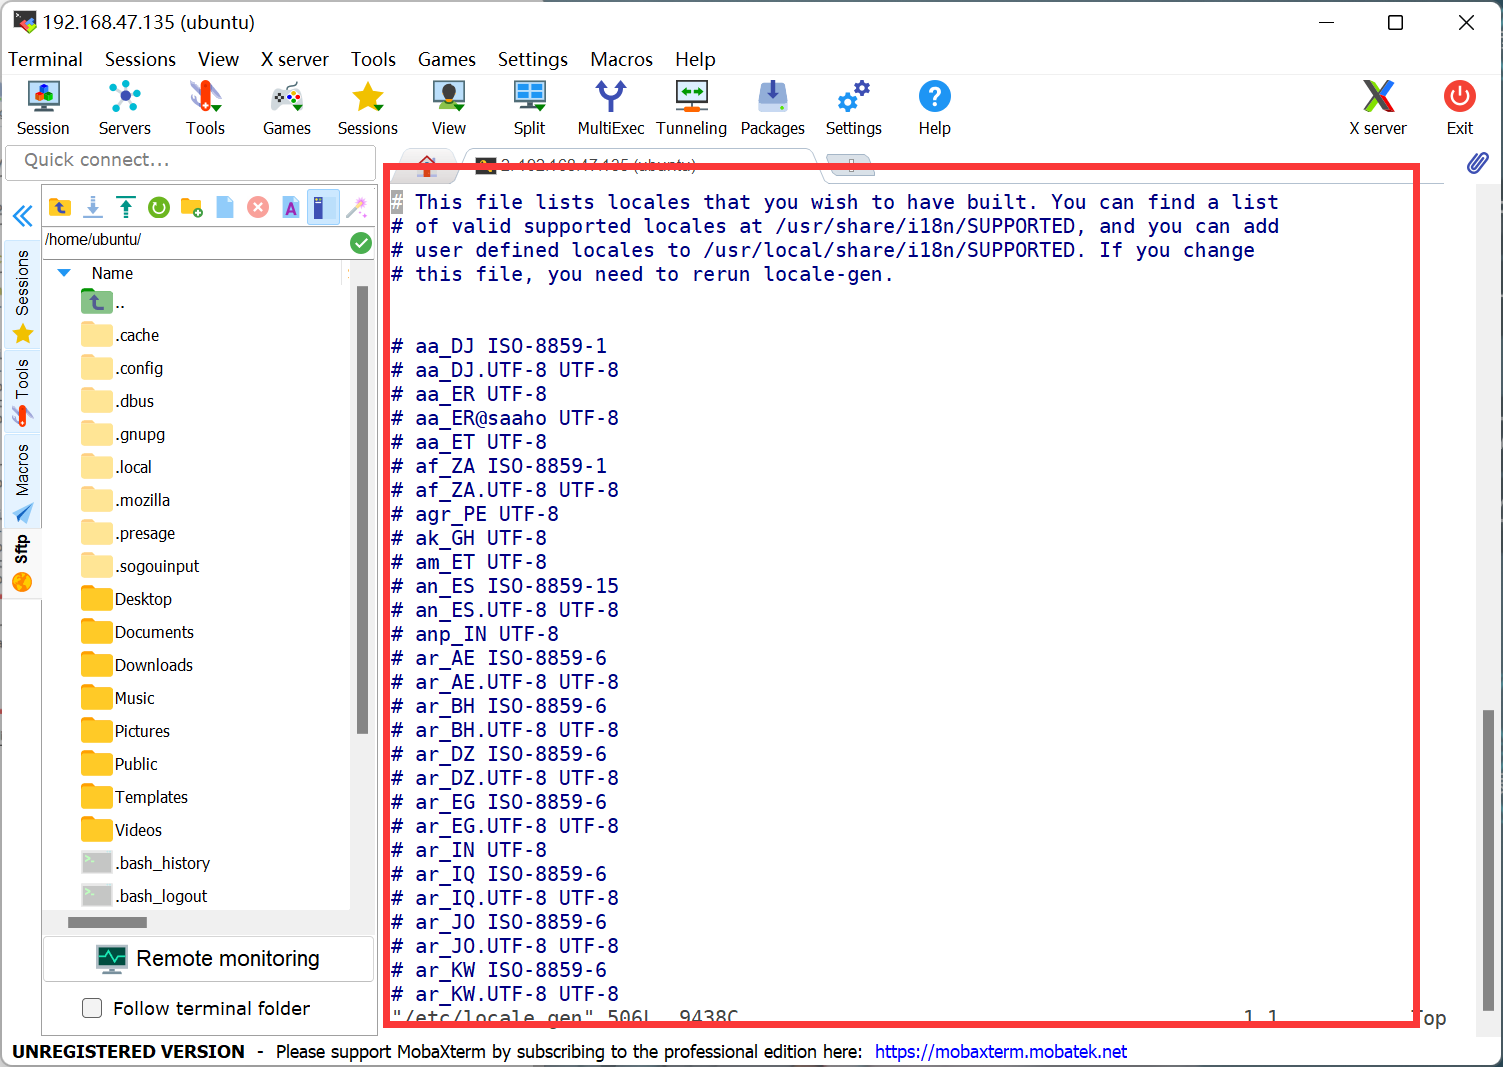 192.168.47.135 (ubuntu)
Terminal Sessions View X server Tools Games Settings Macros Help
Session Servers Tools Games Sessions View Split MultiExec Tunneling Packages Settings Help X server Exit
Quick connect...
2. 192.168.47.135 (ubuntu)
/home/ubuntu/
Name
..
.cache
.config
.dbus
.gnupg
.local
.mozilla
.presage
.sogouinput
Desktop
Documents
Downloads
Music
Pictures
Public
Templates
Videos
.bash_history
.bash_logout
Remote monitoring
Follow terminal folder
Sessions
Tools
Macros
Sftp
# This file lists locales that you wish to have built. You can find a list
# of valid supported locales at /usr/share/i18n/SUPPORTED, and you can add
# user defined locales to /usr/local/share/i18n/SUPPORTED. If you change
# this file, you need to rerun locale-gen.
# aa_DJ ISO-8859-1
# aa_DJ.UTF-8 UTF-8
# aa_ER UTF-8
# aa_ER@saaho UTF-8
# aa_ET UTF-8
# af_ZA ISO-8859-1
# af_ZA.UTF-8 UTF-8
# agr_PE UTF-8
# ak_GH UTF-8
# am_ET UTF-8
# an_ES ISO-8859-15
# an_ES.UTF-8 UTF-8
# anp_IN UTF-8
# ar_AE ISO-8859-6
# ar_AE.UTF-8 UTF-8
# ar_BH ISO-8859-6
# ar_BH.UTF-8 UTF-8
# ar_DZ ISO-8859-6
# ar_DZ.UTF-8 UTF-8
# ar_EG ISO-8859-6
# ar_EG.UTF-8 UTF-8
# ar_IN UTF-8
# ar_IQ ISO-8859-6
# ar_IQ.UTF-8 UTF-8
# ar_JO ISO-8859-6
# ar_JO.UTF-8 UTF-8
# ar_KW ISO-8859-6
# ar_KW.UTF-8 UTF-8
"/etc/locale.gen" 506L, 9438C 1,1 Top
UNREGISTERED VERSION - Please support MobaXterm by subscribing to the professional edition here: https://mobaxterm.mobatek.net